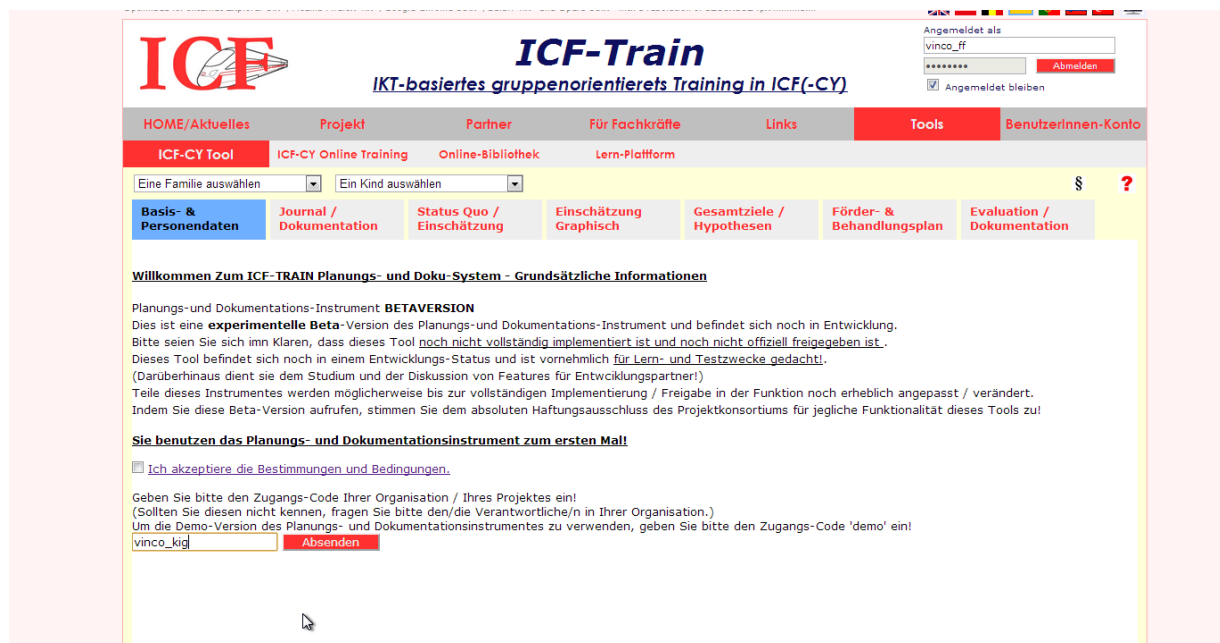 Angemeldet als
ICF
ICF-Train
vinco_ff
IKT-basiertes gruppenorientierets Training in ICF(-CY)
•••••••• Abmelden
Angemeldet bleiben
HOME/Aktuelles Projekt Partner Für Fachkräfte Links Tools BenutzerInnen-Konto
ICF-CY Tool ICF-CY Online Training Online-Bibliothek Lern-Plattform
Eine Familie auswählen Ein Kind auswählen § ?
Basis- & Journal / Status Quo / Einschätzung Gesamtziele / Förder- & Evaluation /
Personendaten Dokumentation Einschätzung Graphisch Hypothesen Behandlungsplan Dokumentation
Willkommen Zum ICF-TRAIN Planungs- und Doku-System - Grundsätzliche Informationen
Planungs-und Dokumentations-Instrument BETAVERSION
Dies ist eine experimentelle Beta-Version des Planungs-und Dokumentations-Instrument und befindet sich noch in Entwicklung.
Bitte seien Sie sich imn Klaren, dass dieses Tool noch nicht vollständig implementiert ist und noch nicht offiziell freigegeben ist .
Dieses Tool befindet sich noch in einem Entwicklungs-Status und ist vornehmlich für Lern- und Testzwecke gedacht!.
(Darüberhinaus dient sie dem Studium und der Diskussion von Features für Entwciklungspartner!)
Teile dieses Instrumentes werden möglicherweise bis zur vollständigen Implementierung / Freigabe in der Funktion noch erheblich angepasst / verändert.
Indem Sie diese Beta-Version aufrufen, stimmen Sie dem absoluten Haftungsausschluss des Projektkonsortiums für jegliche Funktionalität dieses Tools zu!
Sie benutzen das Planungs- und Dokumentationsinstrument zum ersten Mal!
Ich akzeptiere die Bestimmungen und Bedingungen.
Geben Sie bitte den Zugangs-Code Ihrer Organisation / Ihres Projektes ein!
(Sollten Sie diesen nicht kennen, fragen Sie bitte den/die Verantwortliche/n in Ihrer Organisation.)
Um die Demo-Version des Planungs- und Dokumentationsinstrumentes zu verwenden, geben Sie bitte den Zugangs-Code 'demo' ein!
vinco_kig Absenden